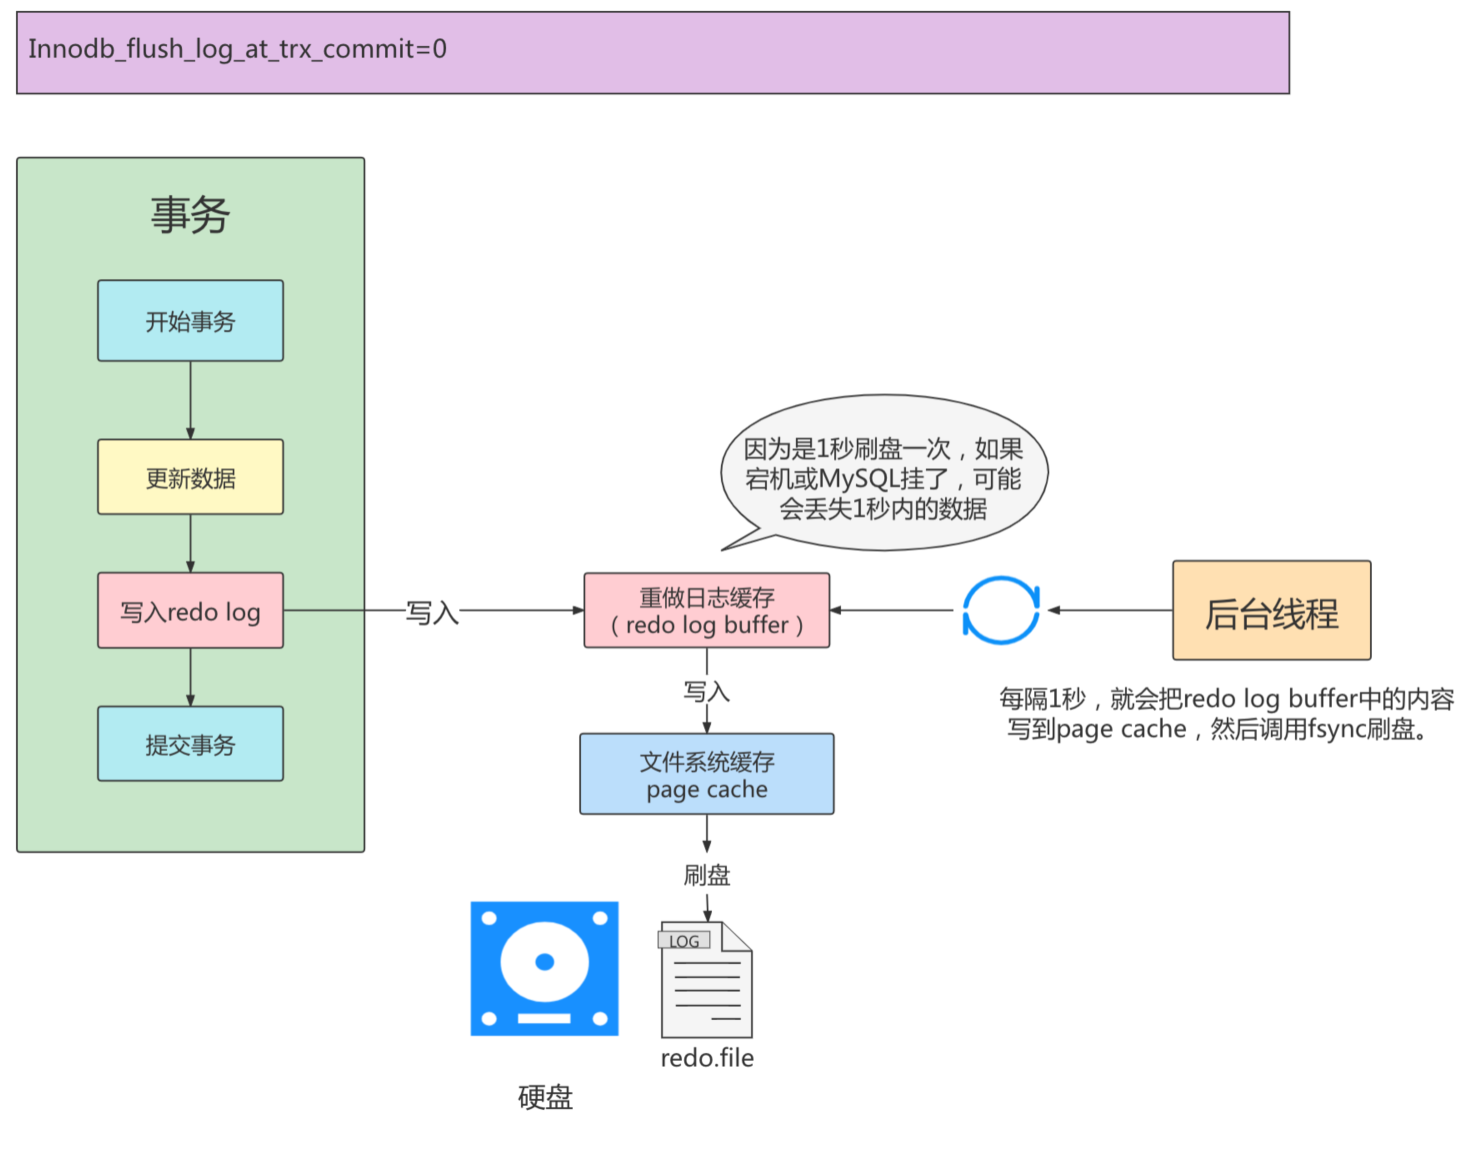 Innodb_flush_log_at_trx_commit=0
事务
开始事务
更新数据
写入redo log
提交事务
写入
因为是1秒刷盘一次，如果
宕机或MySQL挂了，可能
会丢失1秒内的数据
重做日志缓存
（redo log buffer）
写入
文件系统缓存
page cache
刷盘
LOG
redo.file
硬盘
后台线程
每隔1秒，就会把redo log buffer中的内容
写到page cache，然后调用fsync刷盘。